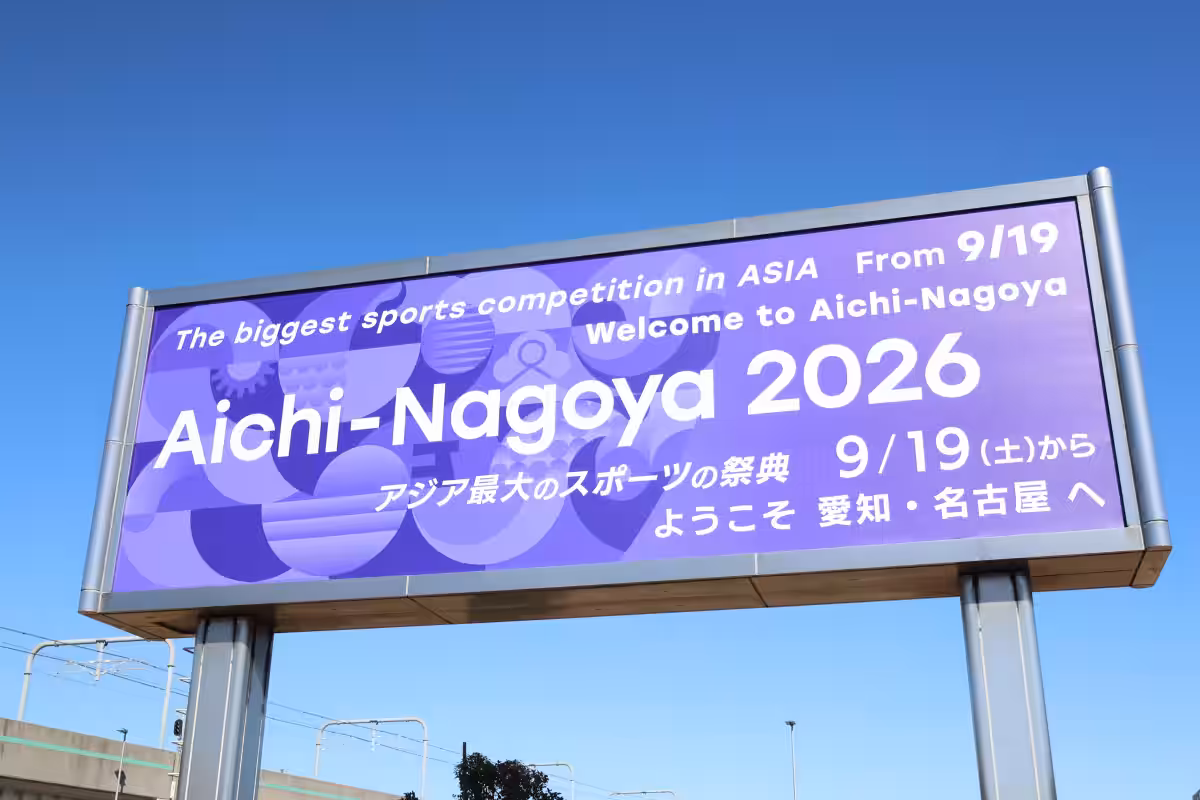 The biggest sports competition in ASIA From 9/19
Welcome to Aichi-Nagoya
Aichi-Nagoya 2026
アジア最大のスポーツの祭典 9/19(土)から
ようこそ 愛知・名古屋 へ